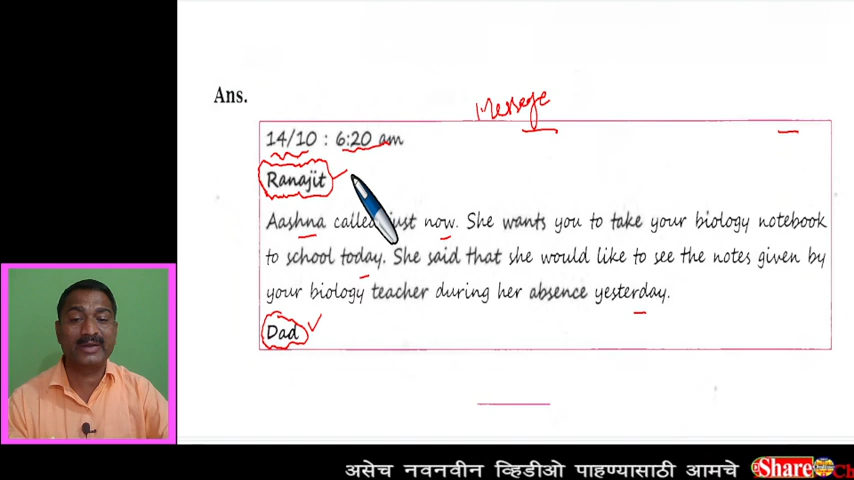 Ans.
Message
14/10 : 6:20 am
Ranajit
Aashna called just now. She wants you to take your biology notebook
to school today. She said that she would like to see the notes given by
your biology teacher during her absence yesterday.
Dad
असेच नवनवीन व्हिडीओ पाहण्यासाठी आमचे Share Ch